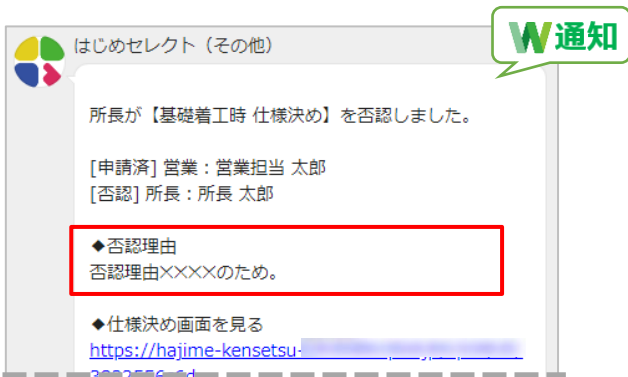 はじめセレクト（その他）
W通知
所長が【基礎着工時 仕様決め】を否認しました。
[申請済] 営業：営業担当 太郎
[否認] 所長：所長 太郎
◆否認理由
否認理由××××のため。
◆仕様決め画面を見る
https://hajime-kensetsu-